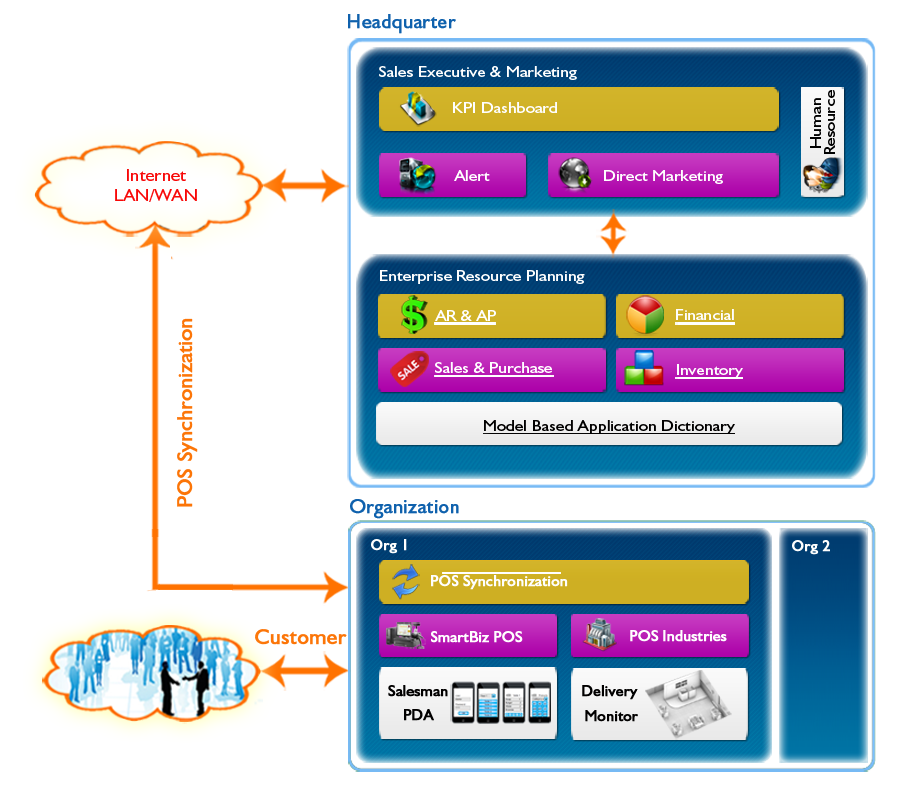 Headquarter
Sales Executive & Marketing
KPI Dashboard
Human
Resource
Alert
Direct Marketing
Internet
LAN/WAN
Enterprise Resource Planning
AR & AP
Financial
Sales & Purchase
SALE
Inventory
Model Based Application Dictionary
POS Synchronization
Organization
Org 1
Org 2
POS Synchronization
SmartBiz POS
POS Industries
Customer
Salesman
PDA
Delivery
Monitor